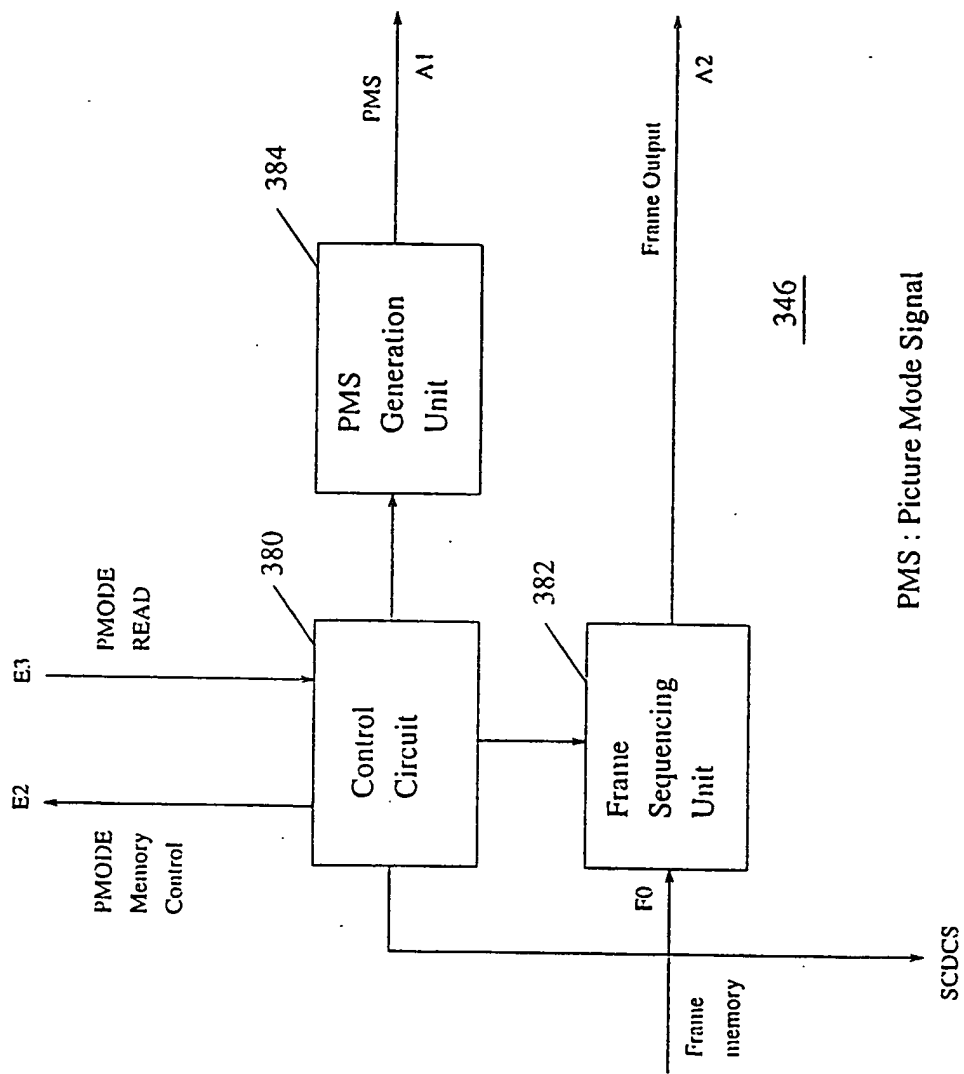 E2
E3
PMODE
Memory
Control
PMODE
READ
380
384
Control
Circuit
PMS
Generation
Unit
PMS
A1
382
Frame
Sequencing
Unit
Frame
memory
F0
Frame Output
A2
SCDCS
346
PMS : Picture Mode Signal